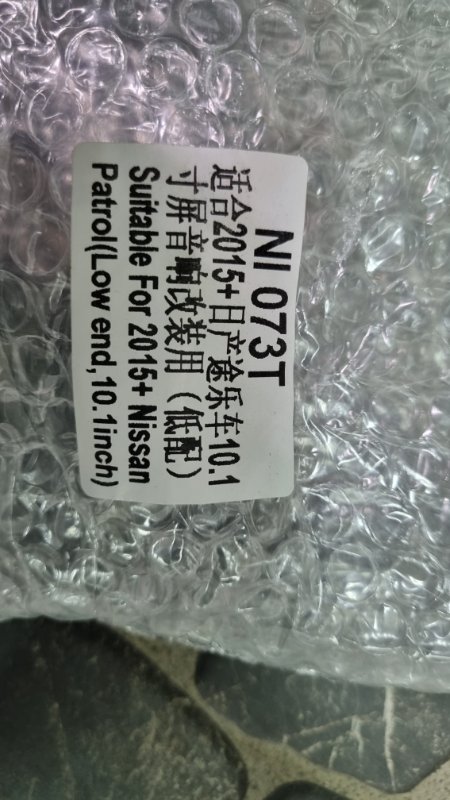 NI 073T
适合2015+日产途乐车10.1
寸屏音响改装用（低配）
Suitable For 2015+ Nissan
Patrol(Low end,10.1inch)